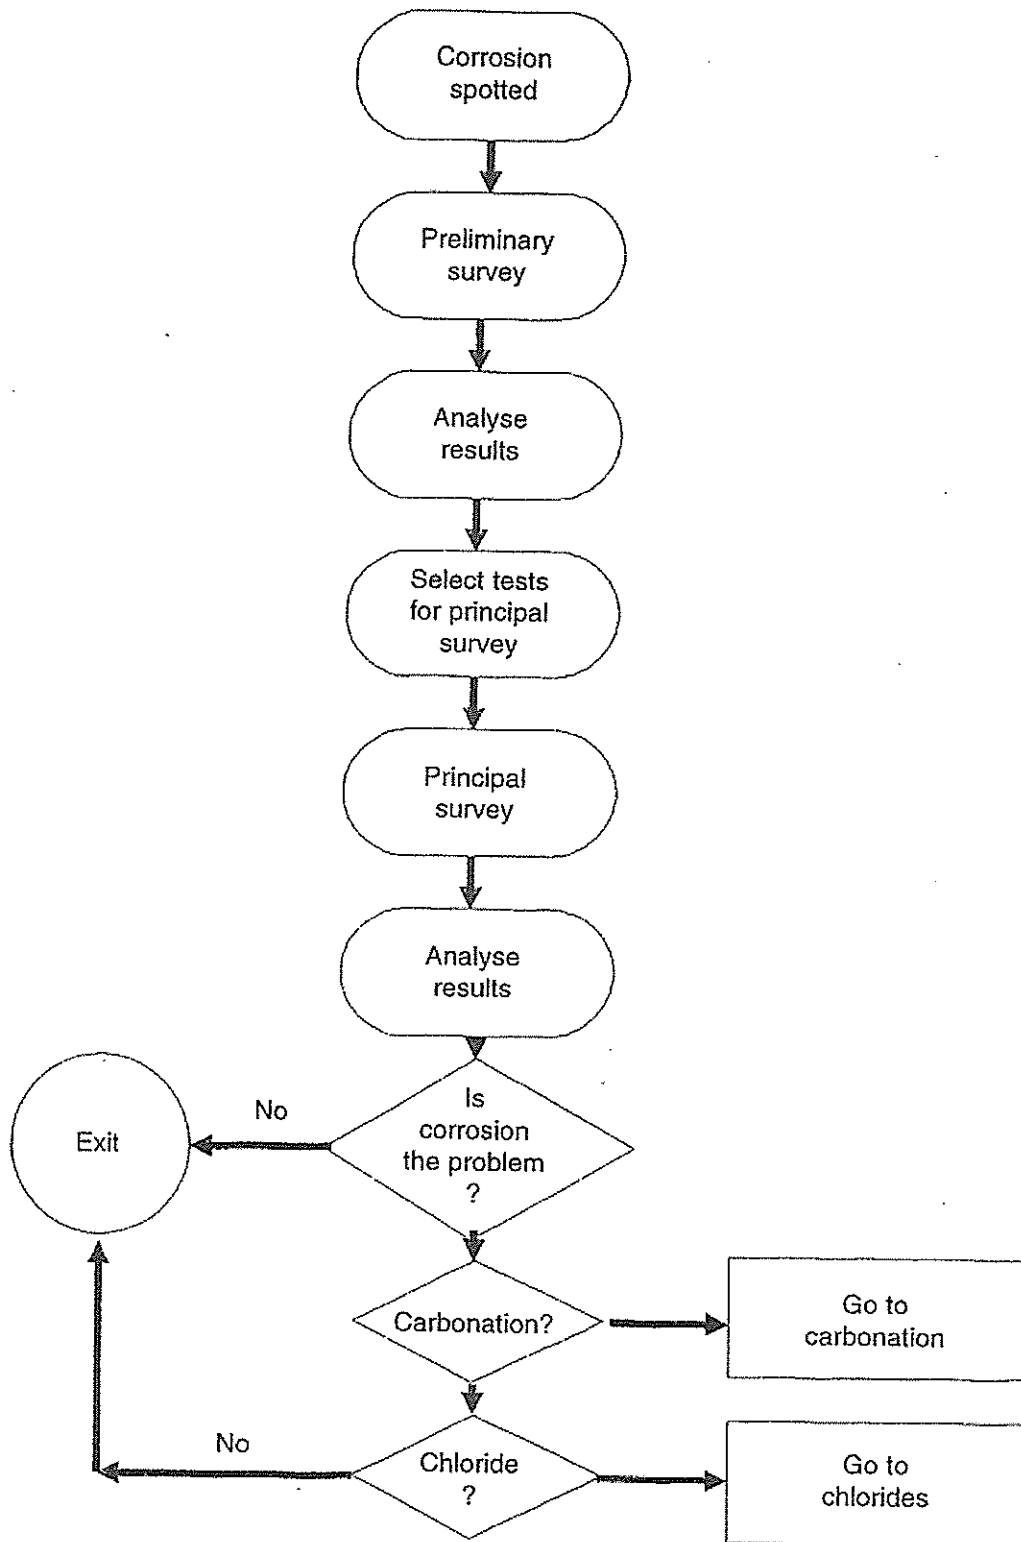 Corrosion
spotted
Preliminary
survey
Analyse
results
Select tests
for principal
survey
Principal
survey
Analyse
results
Is
corrosion
the problem
?
No
Exit
Carbonation?
Go to
carbonation
Chloride
?
No
Go to
chlorides